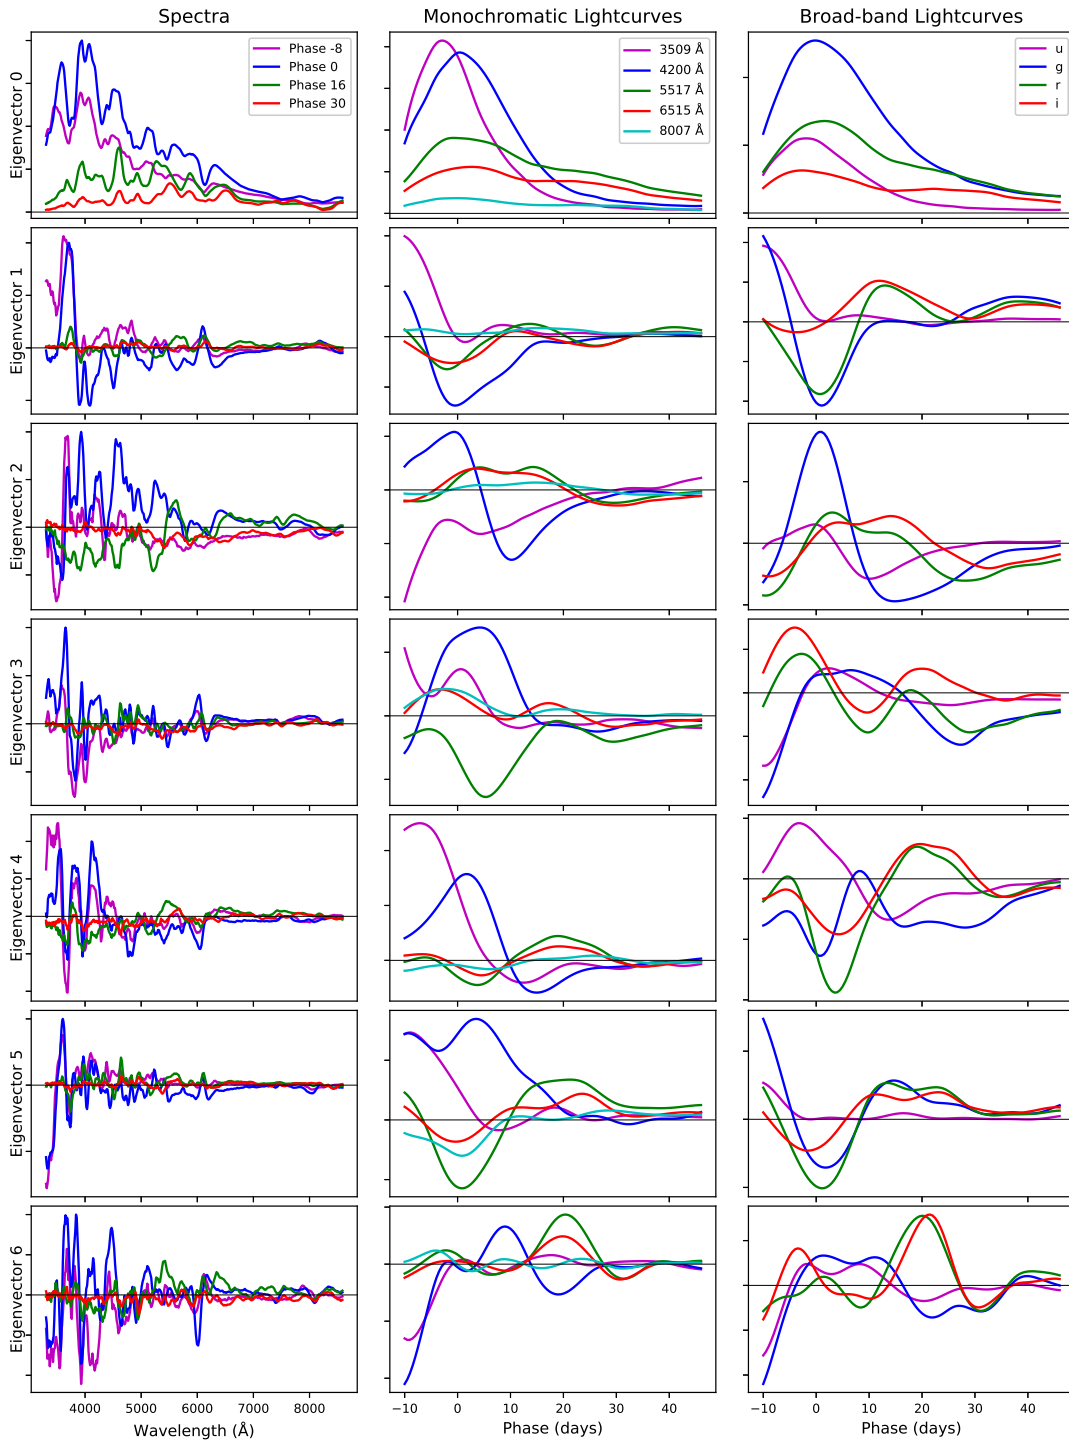 Spectra
Monochromatic Lightcurves
Broad-band Lightcurves
Eigenvector 0
Phase -8
Phase 0
Phase 16
Phase 30
3509 Å
4200 Å
5517 Å
6515 Å
8007 Å
u
g
r
i
Eigenvector 1
Eigenvector 2
Eigenvector 3
Eigenvector 4
Eigenvector 5
Eigenvector 6
4000 5000 6000 7000 8000
−10 0 10 20 30 40
−10 0 10 20 30 40
Wavelength (Å)
Phase (days)
Phase (days)